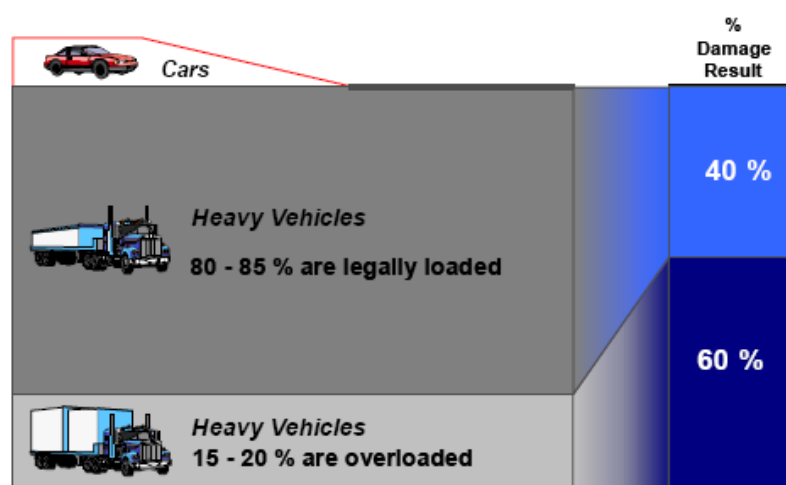 %
Damage
Result
Cars
40 %
Heavy Vehicles
80 - 85 % are legally loaded
60 %
Heavy Vehicles
15 - 20 % are overloaded